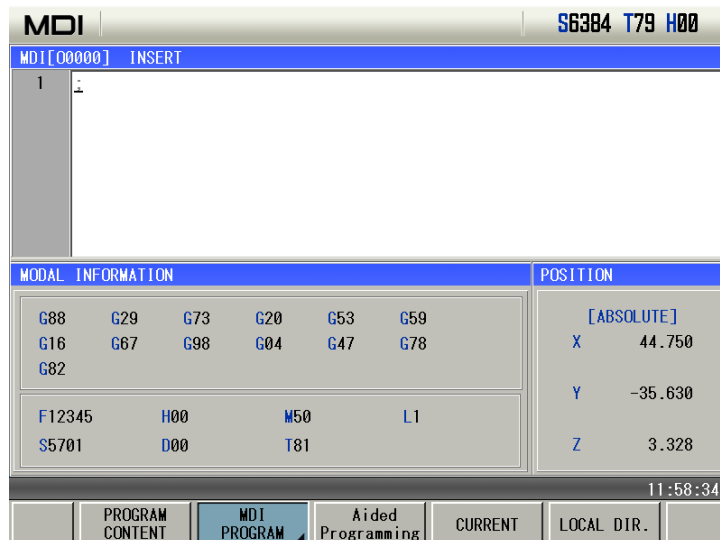 MDI S6384 T79 H00
MDI[O0000] INSERT
1 ;
MODAL INFORMATION
G88 G29 G73 G20 G53 G59
G16 G67 G98 G04 G47 G78
G82
F12345 H00 M50 L1
S5701 D00 T81
POSITION
[ABSOLUTE]
X 44.750
Y -35.630
Z 3.328
11:58:34
PROGRAM CONTENT
MDI PROGRAM
Aided Programming
CURRENT
LOCAL DIR.